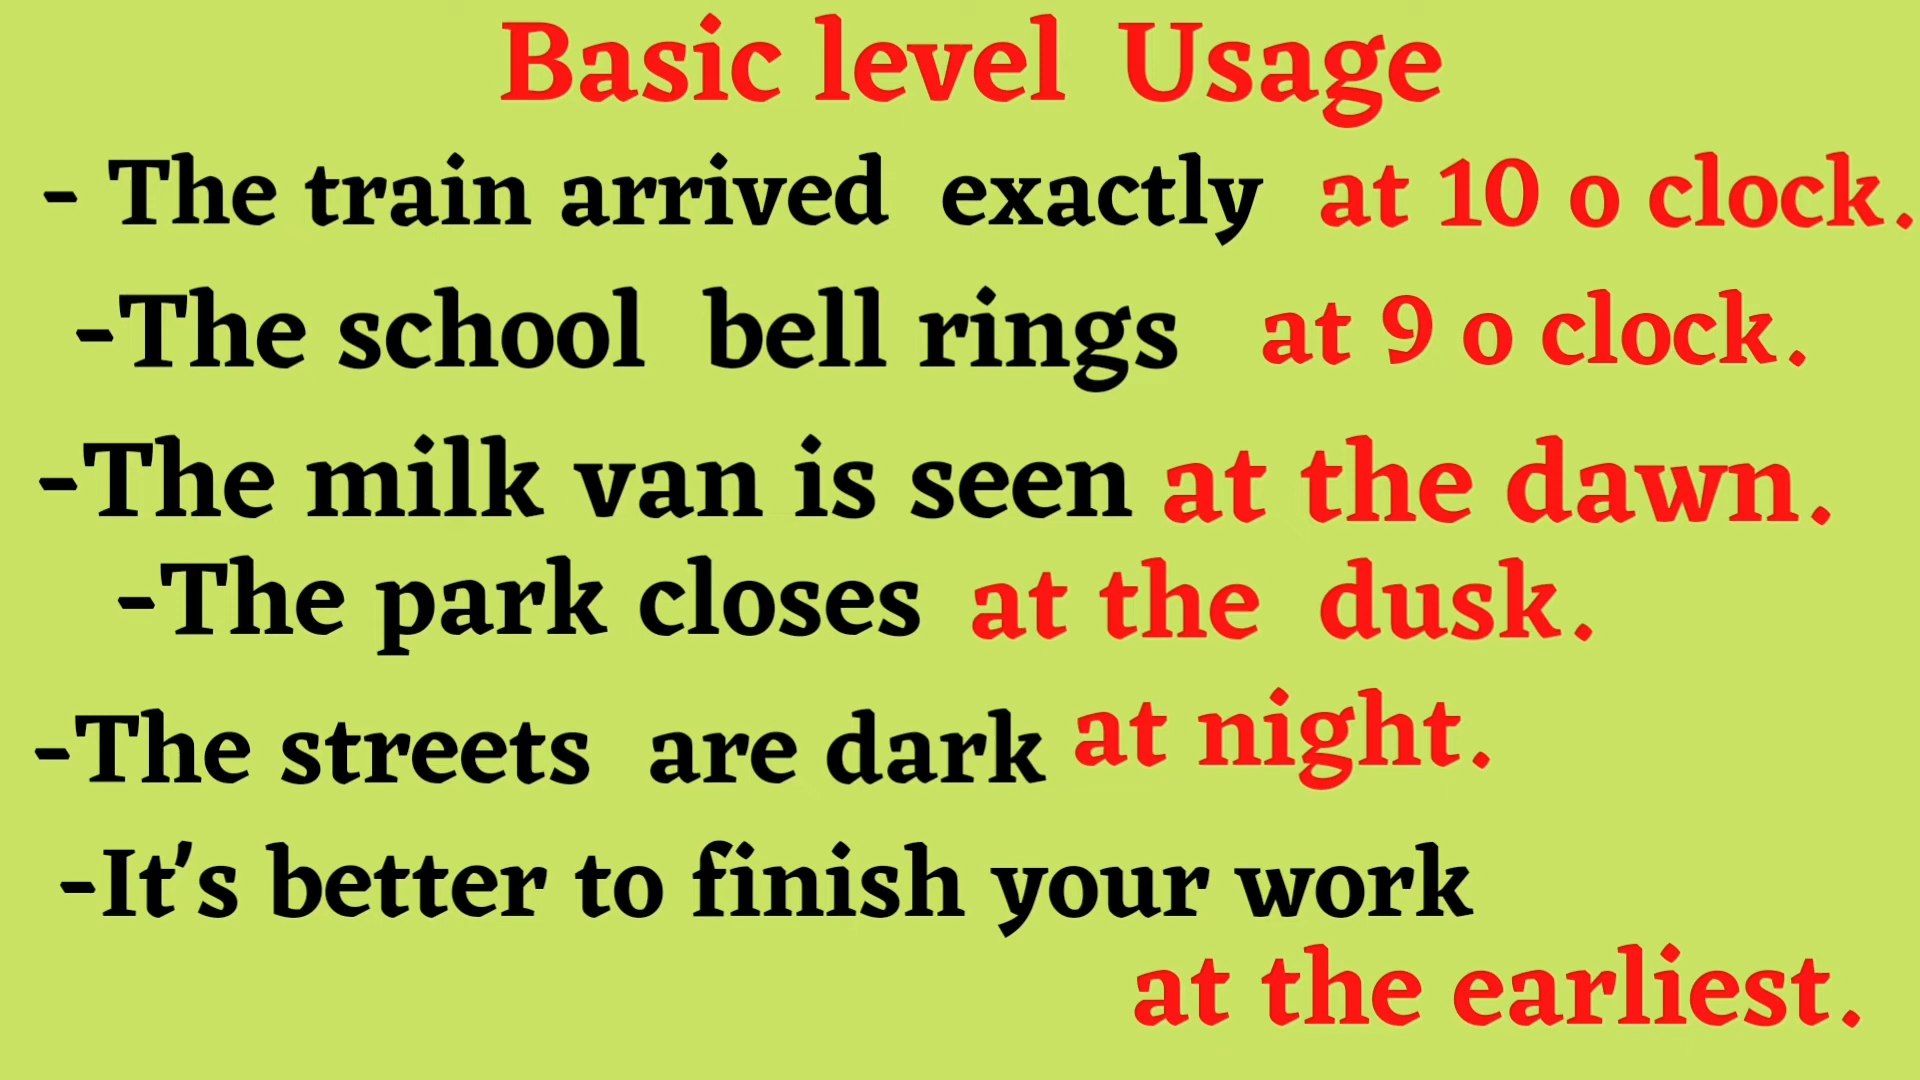 Basic level Usage
- The train arrived exactly at 10 o clock.
-The school bell rings at 9 o clock.
-The milk van is seen at the dawn.
-The park closes at the dusk.
-The streets are dark at night.
-It's better to finish your work
at the earliest.